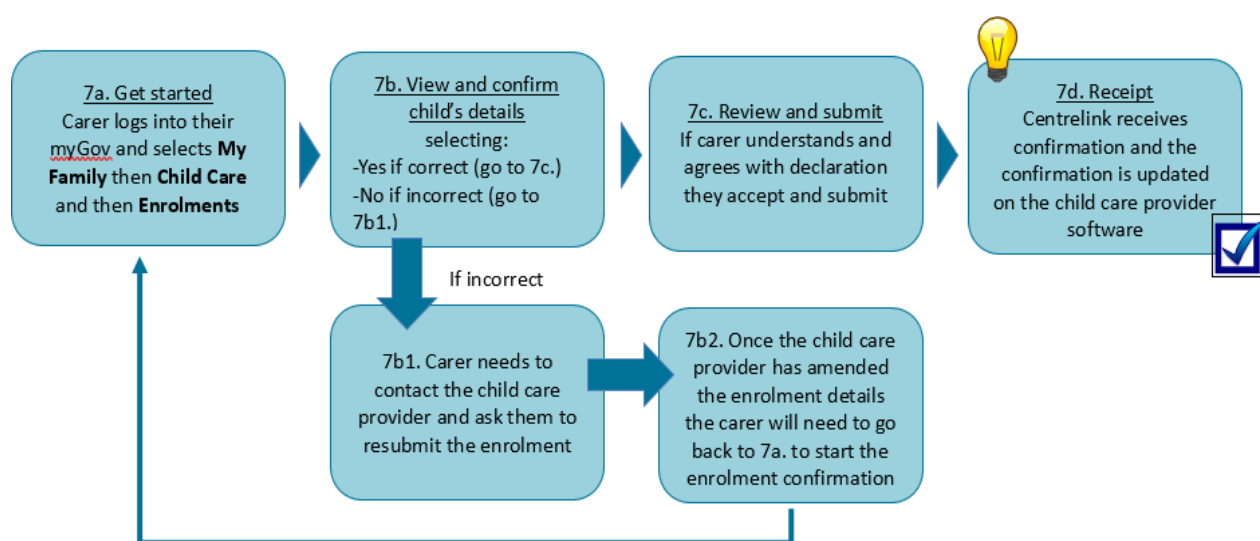 7a. Get started
Carer logs into their
myGov and selects My
Family then Child Care
and then Enrolments
7b. View and confirm
child's details
selecting:
-Yes if correct (go to 7c.)
-No if incorrect (go to
7b1.)
7c. Review and submit
If carer understands and
agrees with declaration
they accept and submit
7d. Receipt
Centrelink receives
confirmation and the
confirmation is updated
on the child care provider
software
If incorrect
7b1. Carer needs to
contact the child care
provider and ask them to
resubmit the enrolment
7b2. Once the child care
provider has amended
the enrolment details
the carer will need to go
back to 7a. to start the
enrolment confirmation